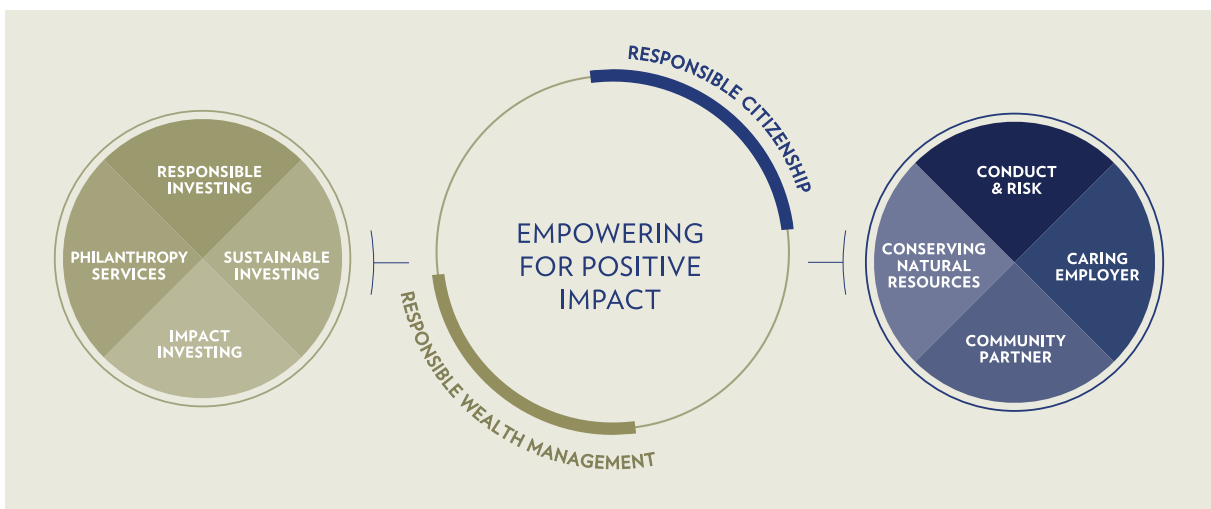 RESPONSIBLE
INVESTING
PHILANTHROPY
SERVICES
SUSTAINABLE
INVESTING
IMPACT
INVESTING
RESPONSIBLE CITIZENSHIP
EMPOWERING
FOR POSITIVE
IMPACT
RESPONSIBLE WEALTH MANAGEMENT
CONDUCT
& RISK
CONSERVING
NATURAL
RESOURCES
CARING
EMPLOYER
COMMUNITY
PARTNER